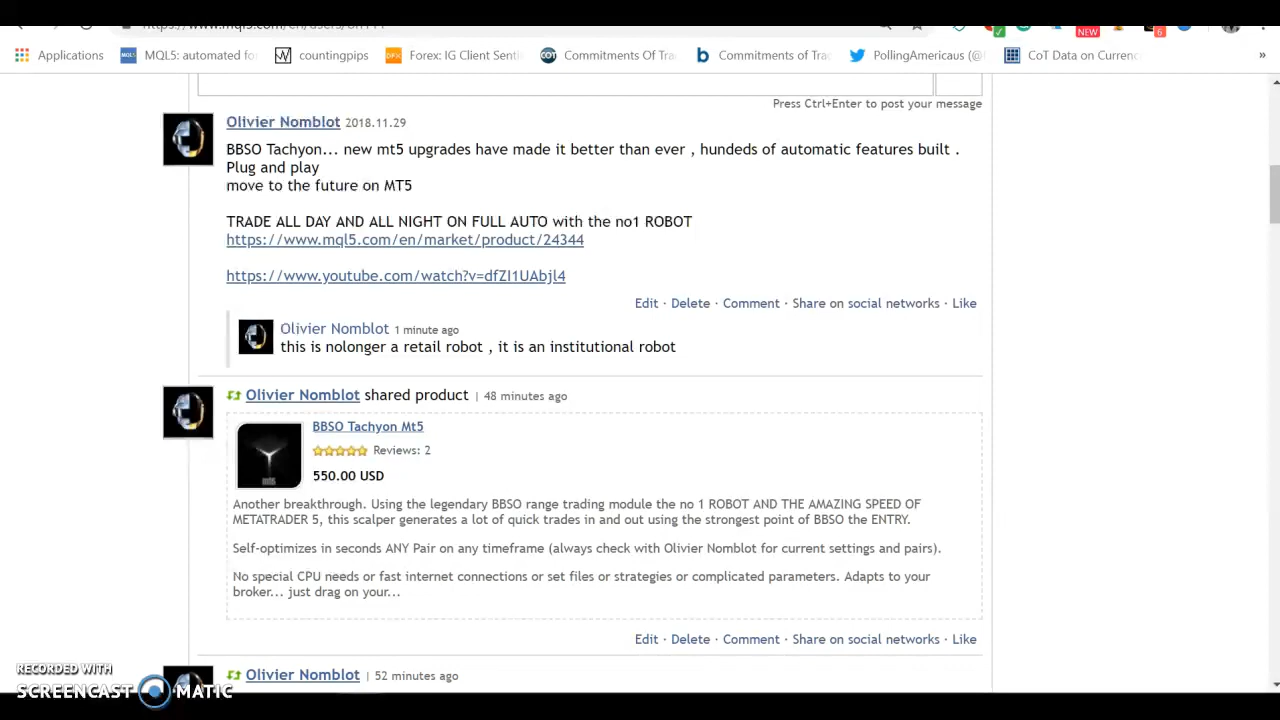 Applications
MQL5: automated fo
countingpips
Forex: IG Client Senti
Commitments Of Tra
Commitments of Trac
PollingAmericaus (@
CoT Data on Currenc
»
NEW
6
Press Ctrl+Enter to post your message
Olivier Nomblot 2018.11.29
BBSO Tachyon... new mt5 upgrades have made it better than ever , hundeds of automatic features built .
Plug and play
move to the future on MT5
TRADE ALL DAY AND ALL NIGHT ON FULL AUTO with the no1 ROBOT
https://www.mql5.com/en/market/product/24344
https://www.youtube.com/watch?v=dfZI1UAbjl4
Edit · Delete · Comment · Share on social networks · Like
Olivier Nomblot 1 minute ago
this is nolonger a retail robot , it is an institutional robot
Olivier Nomblot shared product | 48 minutes ago
BBSO Tachyon Mt5
Reviews: 2
mt5
550.00 USD
Another breakthrough. Using the legendary BBSO range trading module the no 1 ROBOT AND THE AMAZING SPEED OF
METATRADER 5, this scalper generates a lot of quick trades in and out using the strongest point of BBSO the ENTRY.
Self-optimizes in seconds ANY Pair on any timeframe (always check with Olivier Nomblot for current settings and pairs).
No special CPU needs or fast internet connections or set files or strategies or complicated parameters. Adapts to your
broker... just drag on your...
Edit · Delete · Comment · Share on social networks · Like
Olivier Nomblot | 52 minutes ago
RECORDED WITH
SCREENCAST MATIC